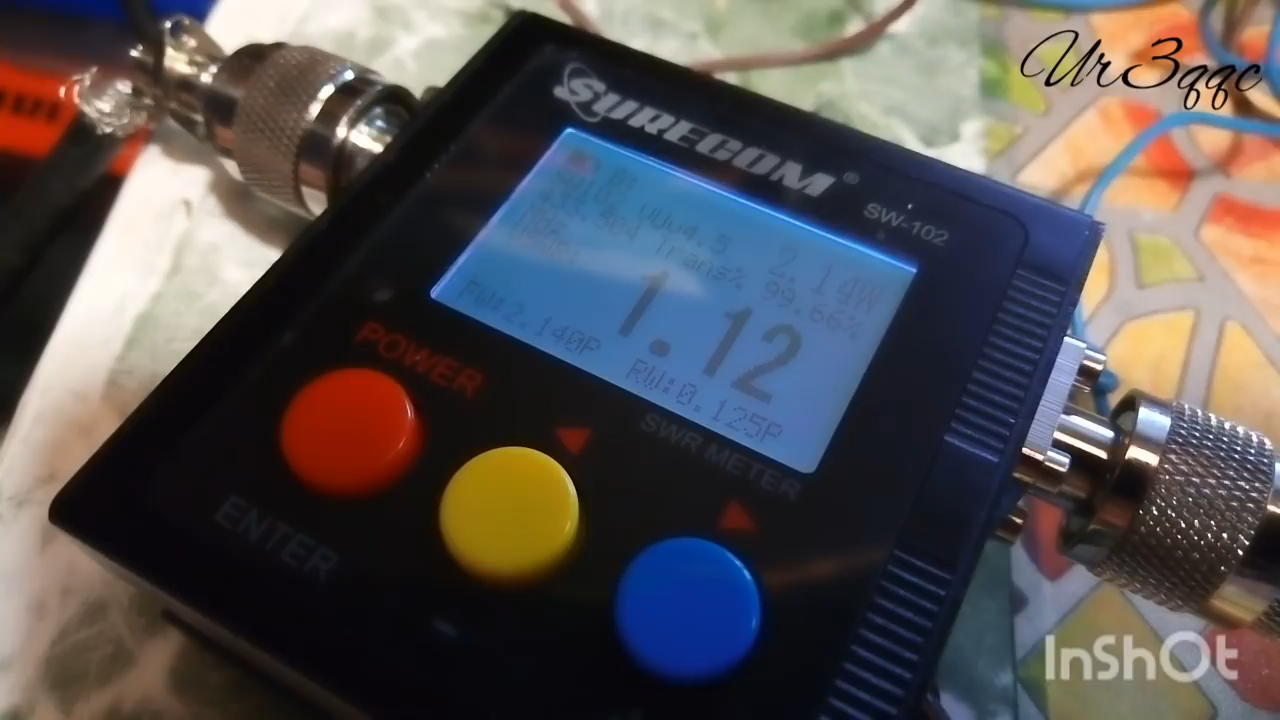 Ur3qqc
SURECOM®
SW-102
2.14W
Trans% 99.66%
1.12
FW:2.140P
RW:0.125P
POWER
SWR METER
ENTER
InShOt